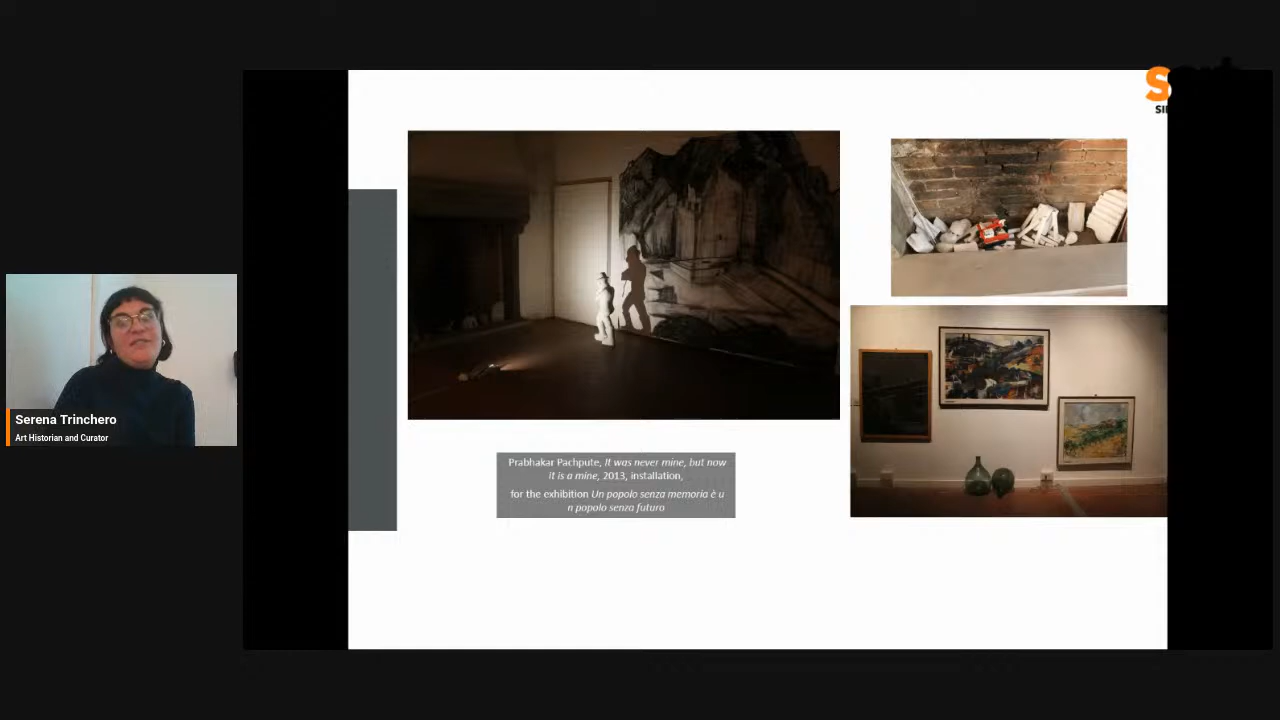 S
SI
Serena Trinchero
Art Historian and Curator
Prabhakar Pachpute, It was never mine, but now
it is a mine, 2013, installation,
for the exhibition Un popolo senza memoria è u
n popolo senza futuro